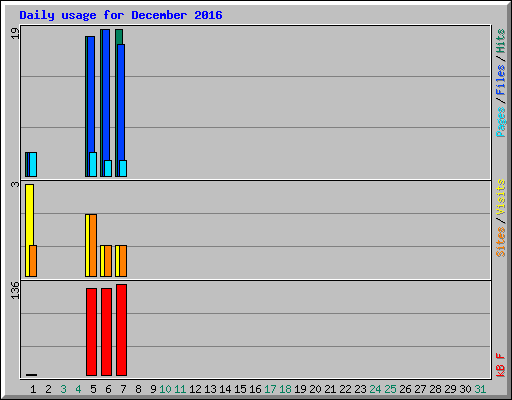 Daily usage for December 2016
19
Pages / Files / Hits
3
Sites / Visits
136
kB F
1 2 3 4 5 6 7 8 9 10 11 12 13 14 15 16 17 18 19 20 21 22 23 24 25 26 27 28 29 30 31